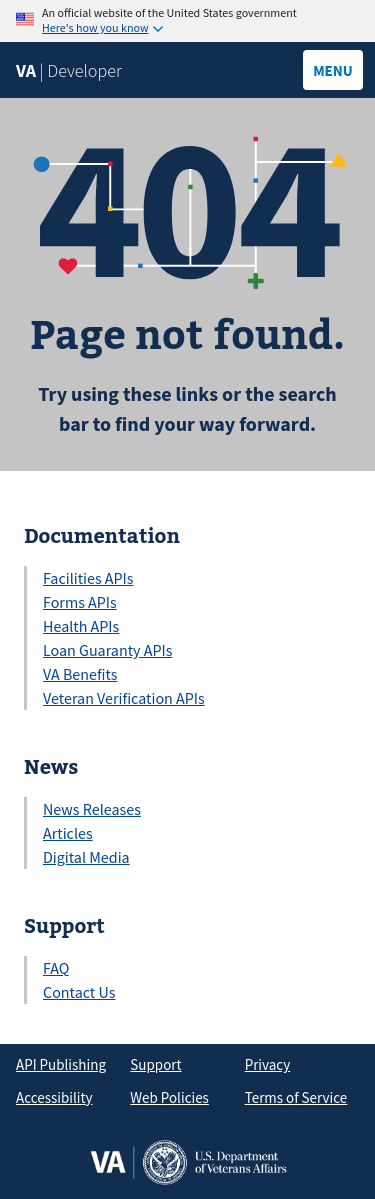 An official website of the United States government
Here's how you know
VA | Developer
MENU
404
Page not found.
Try using these links or the search
bar to find your way forward.
Documentation
Facilities APIs
Forms APIs
Health APIs
Loan Guaranty APIs
VA Benefits
Veteran Verification APIs
News
News Releases
Articles
Digital Media
Support
FAQ
Contact Us
API Publishing Support Privacy
Accessibility Web Policies Terms of Service
VA U.S. Department
of Veterans Affairs